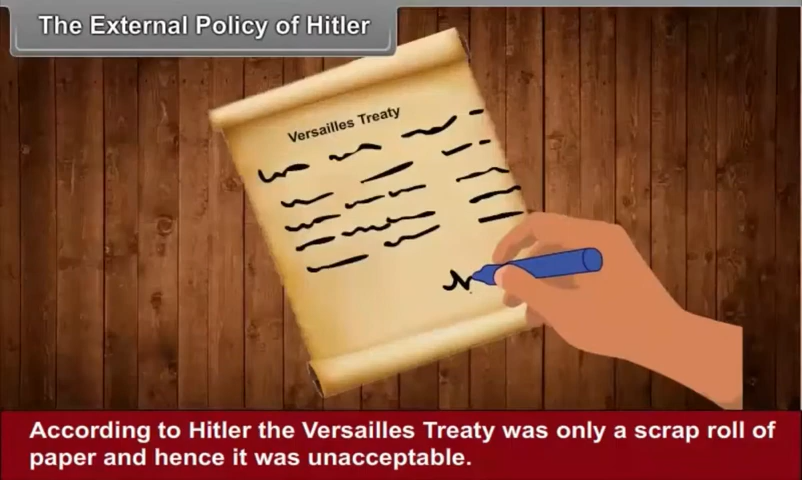 The External Policy of Hitler
Versailles Treaty
According to Hitler the Versailles Treaty was only a scrap roll of
paper and hence it was unacceptable.